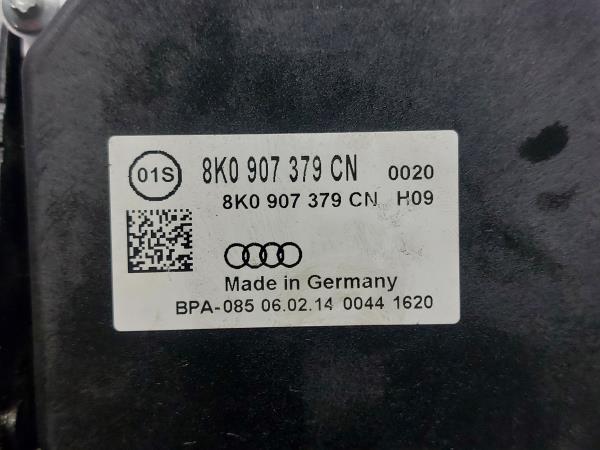 01S 8K0 907 379 CN 0020
8K0 907 379 CN H09
Made in Germany
BPA-085 06.02.14 0044 1620